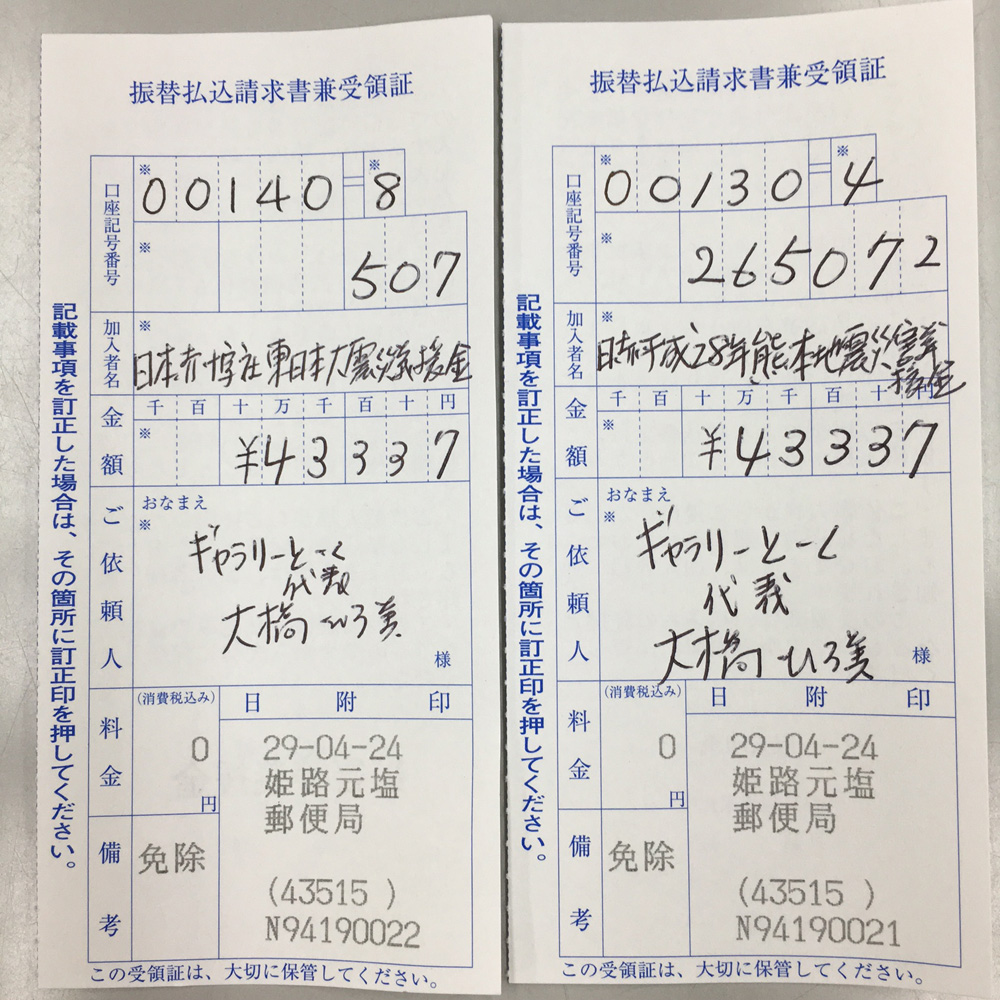 振替払込請求書兼受領証
口座記号番号
※ 00140 = ※ 8
※ 507
加入者名
※
日本赤十字社東日本大震災義援金
金額
千 百 十 万 千 百 十 円
※ ¥43337
ご依頼人
おなまえ
※
ギャラリーとーく
代表
大橋ひろ美
様
料金
(消費税込み)
0
円
日附印
29-04-24
姫路元塩
郵便局
(43515 )
N94190022
備考
免除
この受領証は、大切に保管してください。
記載事項を訂正した場合は、その箇所に訂正印を押してください。
振替払込請求書兼受領証
口座記号番号
※ 00130 = ※ 4
※ 265072
加入者名
※
日赤平成28年熊本地震災害義
援金
金額
千 百 十 万 千 百 十 円
※ ¥43337
ご依頼人
おなまえ
※
ギャラリーとーく
代表
大橋ひろ美
様
料金
(消費税込み)
0
円
日附印
29-04-24
姫路元塩
郵便局
(43515 )
N94190021
備考
免除
この受領証は、大切に保管してください。
記載事項を訂正した場合は、その箇所に訂正印を押してください。